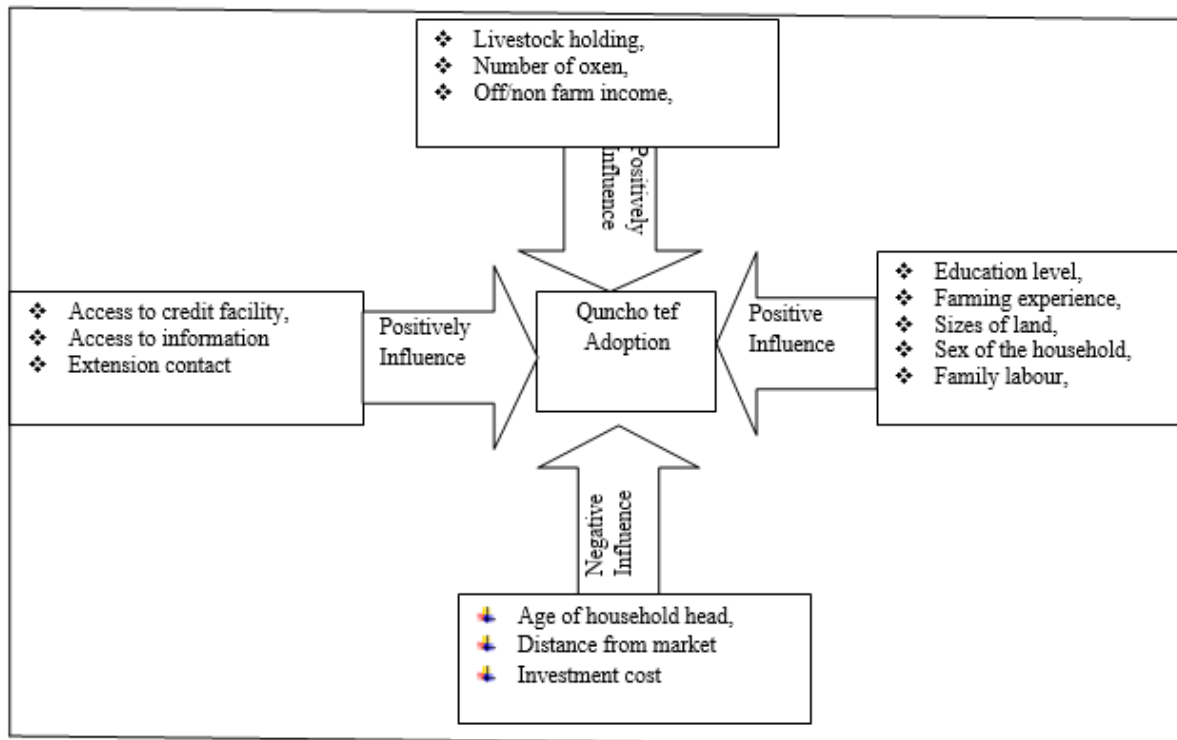 Livestock holding,
Number of oxen,
Off/non farm income,
Positively
Influence
Access to credit facility,
Access to information
Extension contact
Positively
Influence
Quncho tef
Adoption
Positive
Influence
Education level,
Farming experience,
Sizes of land,
Sex of the household,
Family labour,
Negative
Influence
Age of household head,
Distance from market
Investment cost